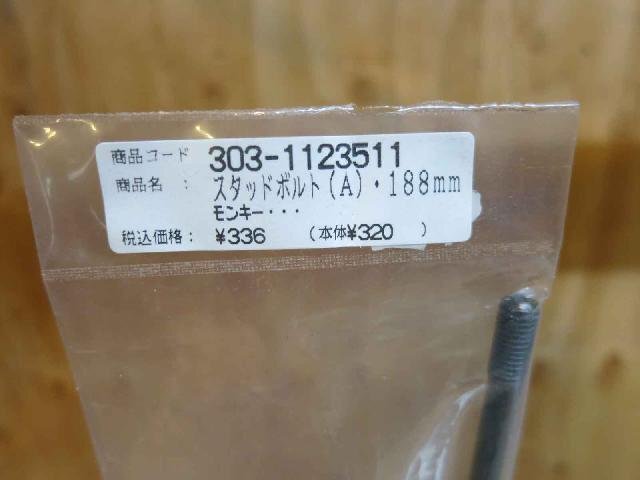 商品コード 303-1123511
商品名 : スタッドボルト(A)・188mm
モンキー・・・
税込価格: ¥336 (本体¥320 )